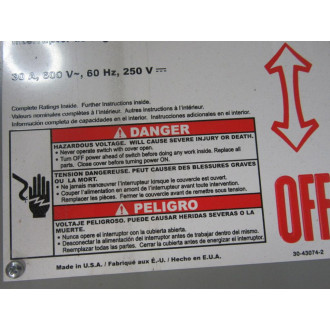 30 A, 600 V~, 60 Hz, 250 V
Complete Ratings Inside. Further Instructions Inside.
Valeurs nominales complètes à l'intérieur. Autres instructions à l'intérieur.
Información completa de capacidades en el interior. Instrucciones adicionales en el interior.
DANGER
HAZARDOUS VOLTAGE. WILL CAUSE SEVERE INJURY OR DEATH.
• Never operate switch with cover open.
• Turn OFF power ahead of switch before doing any work inside. Replace all
parts. Close cover before turning power ON.
TENSION DANGEREUSE. PEUT CAUSER DES BLESSURES GRAVES
OU LA MORT.
• Ne jamais manœuvrer l'interrupteur lorsque le couvercle est ouvert.
• Couper l'alimentation en amont de l'interrupteur avant toute intervention.
Remplacer les pièces. Fermer le couvercle avant de remettre sous tension.
PELIGRO
VOLTAJE PELIGROSO. PUEDE CAUSAR HERIDAS SEVERAS O LA
MUERTE.
• Nunca opere el interruptor con la cubierta abierta.
• Desconectar la alimentación del interruptor antes de trabajar dentro del mismo.
Reemplazar todas las partes. Cerrar la cubierta antes de energizar el interruptor.
OFF
30-43074-2
Made in U.S.A. / Fabriqué aux É.-U. / Hecho en E.U.A.